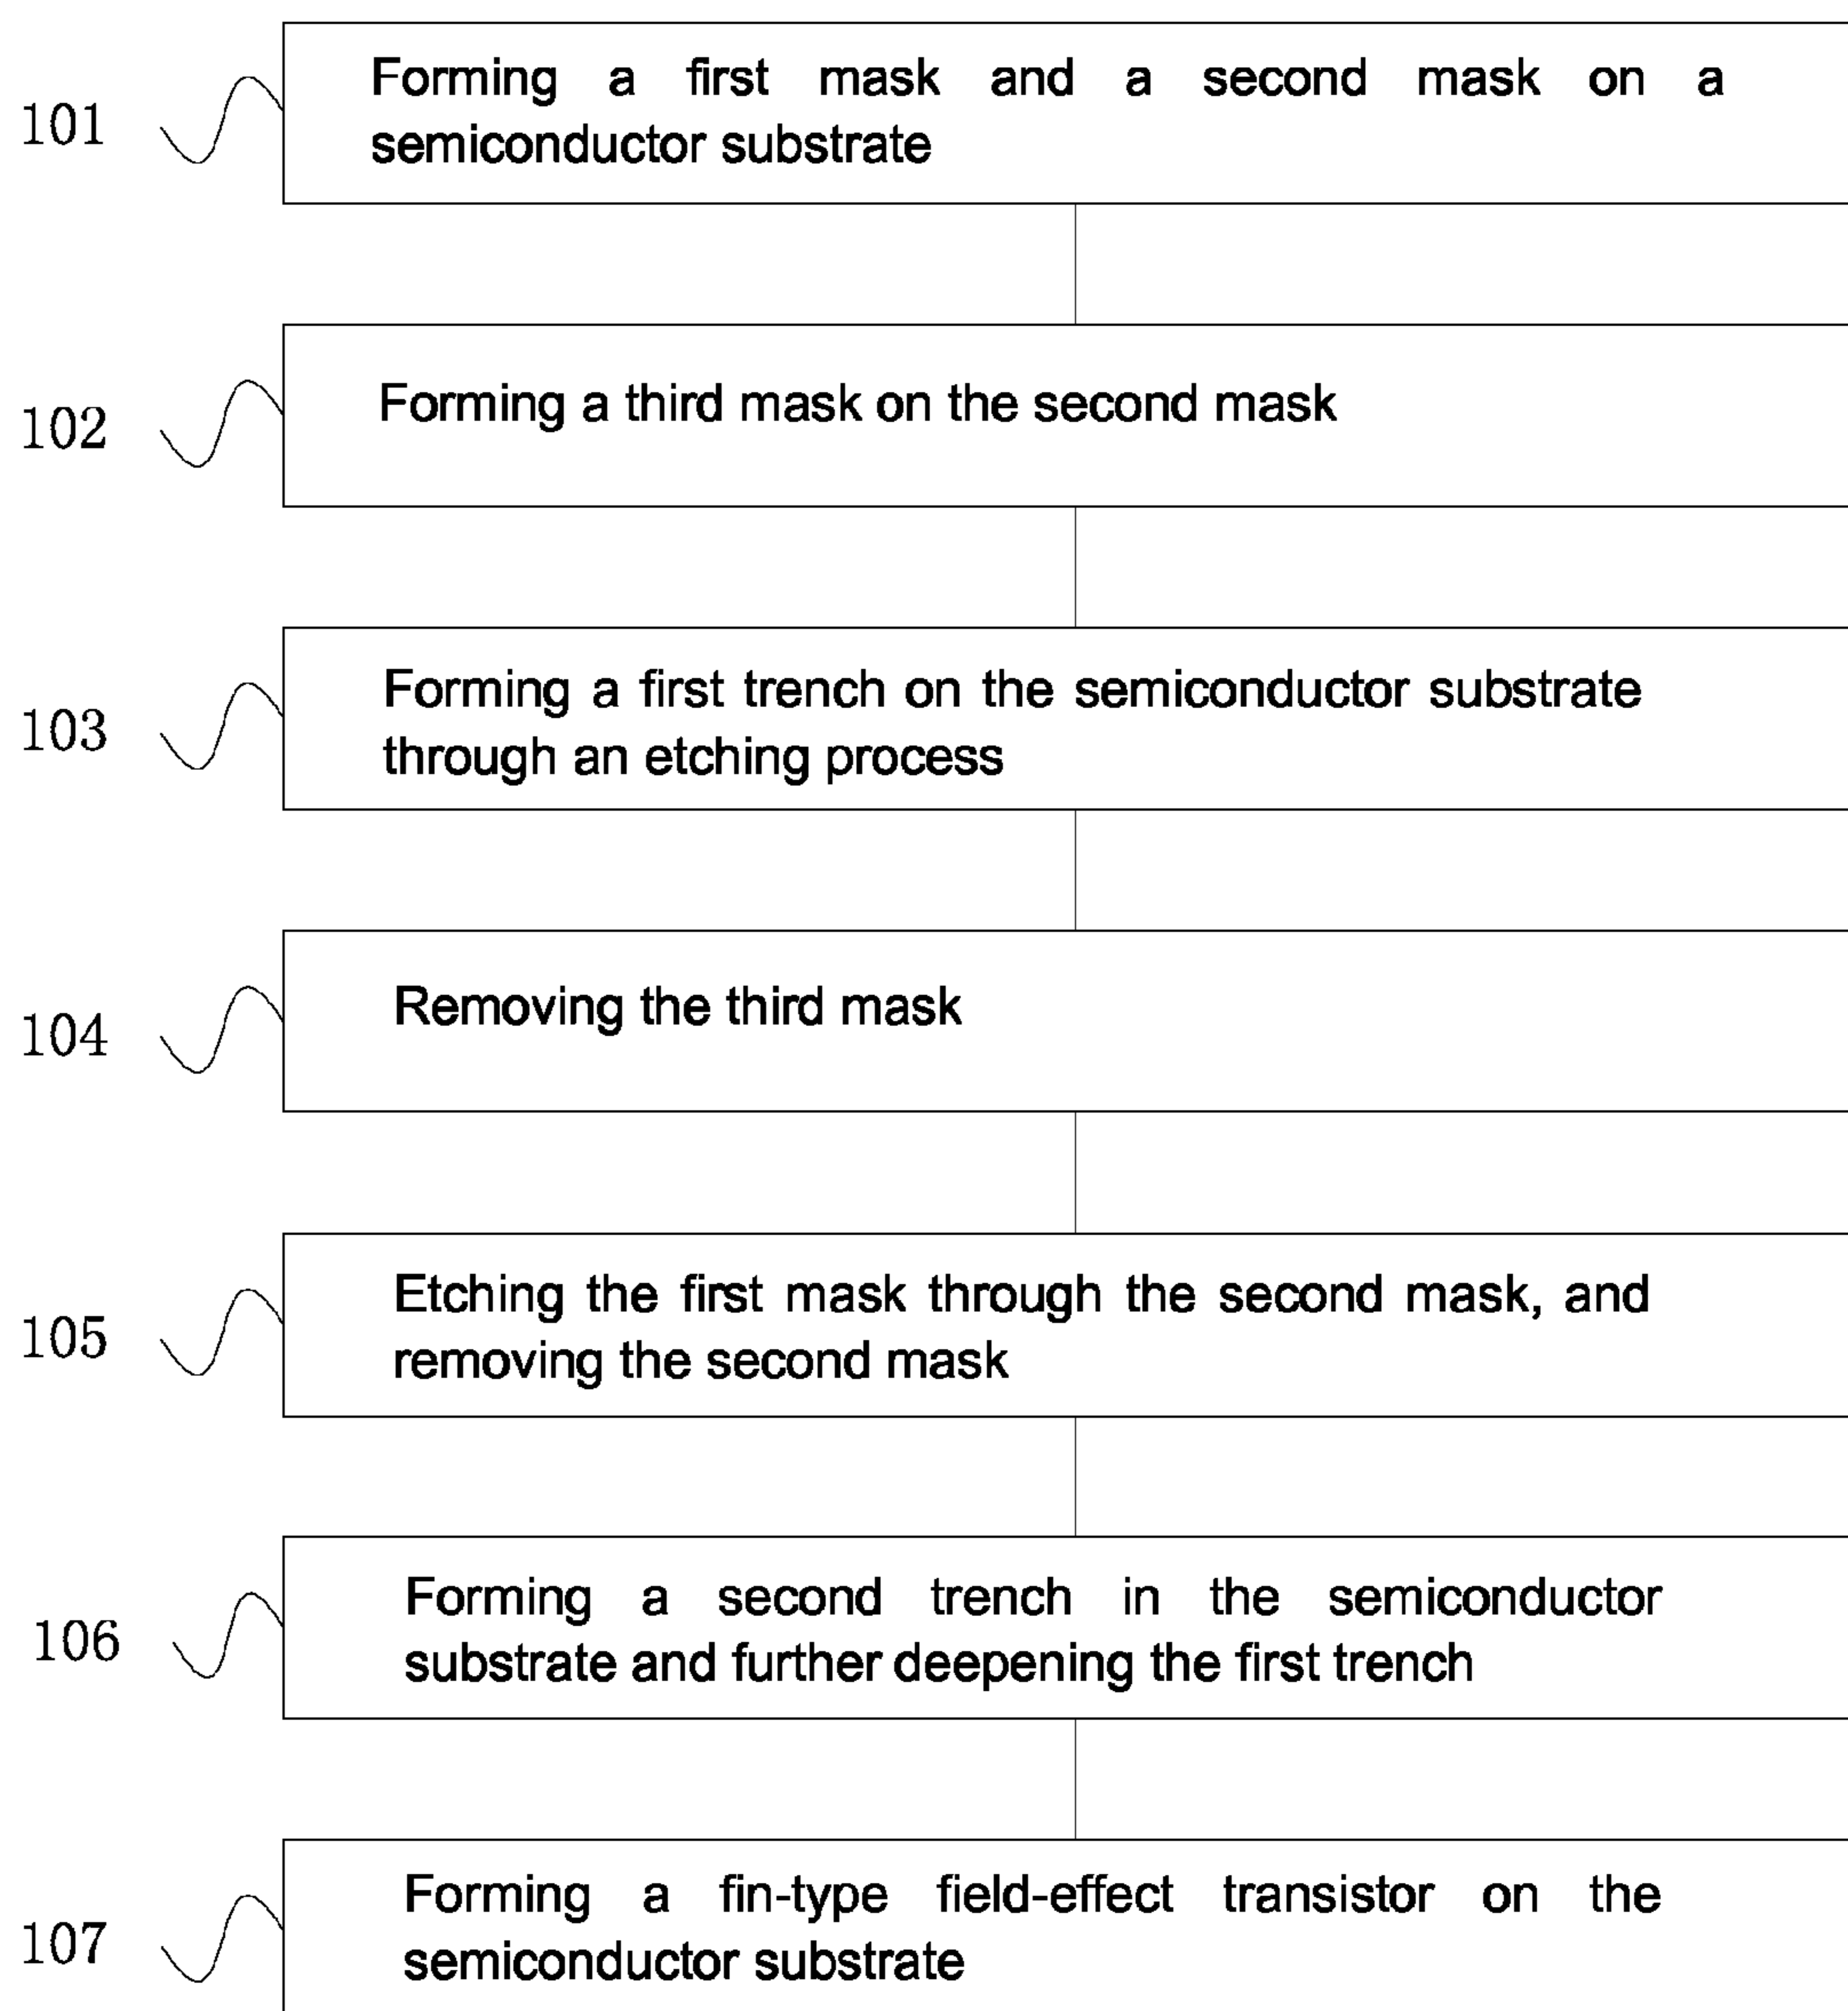 101
Forming a first mask and a second mask on a
semiconductor substrate
102
Forming a third mask on the second mask
103
Forming a first trench on the semiconductor substrate
through an etching process
104
Removing the third mask
105
Etching the first mask through the second mask, and
removing the second mask
106
Forming a second trench in the semiconductor
substrate and further deepening the first trench
107
Forming a fin-type field-effect transistor on the
semiconductor substrate